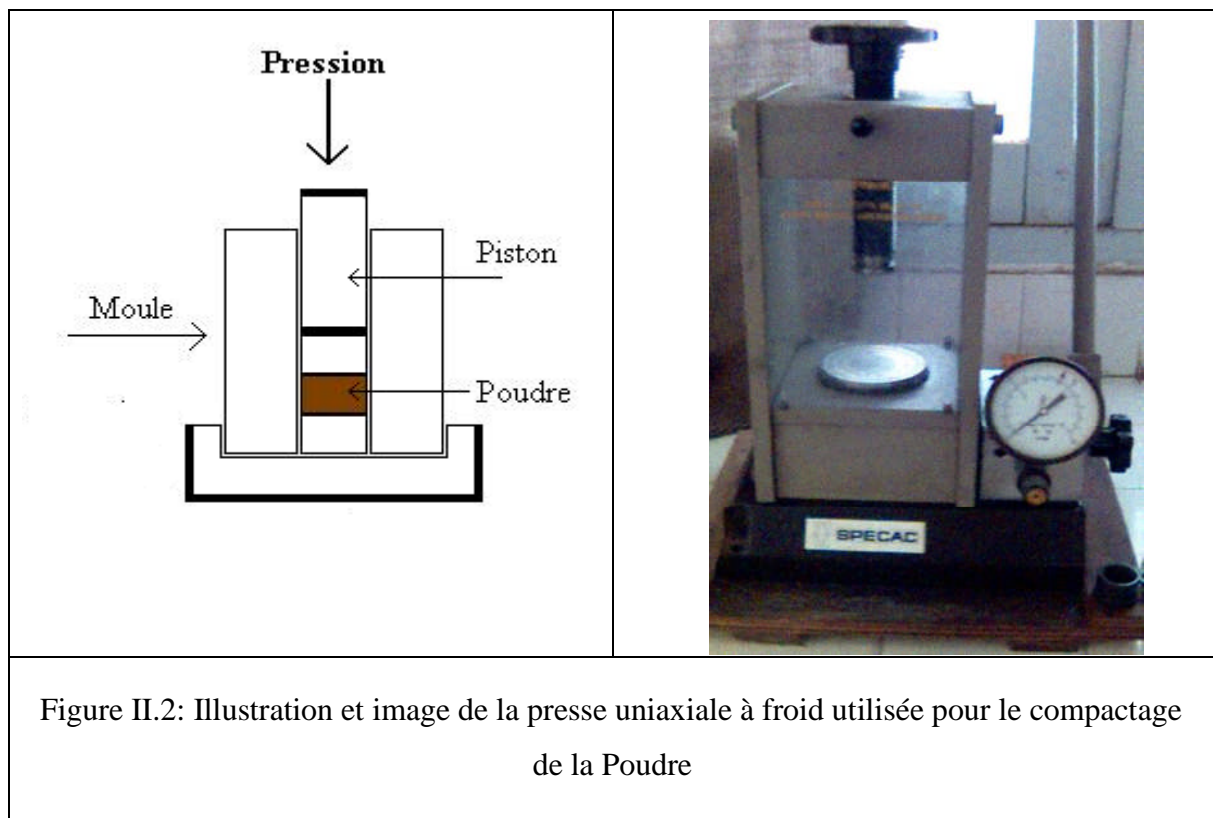 Pression
Piston
Moule
Poudre
SPECAC
Figure II.2: Illustration et image de la presse uniaxiale à froid utilisée pour le compactage
de la Poudre